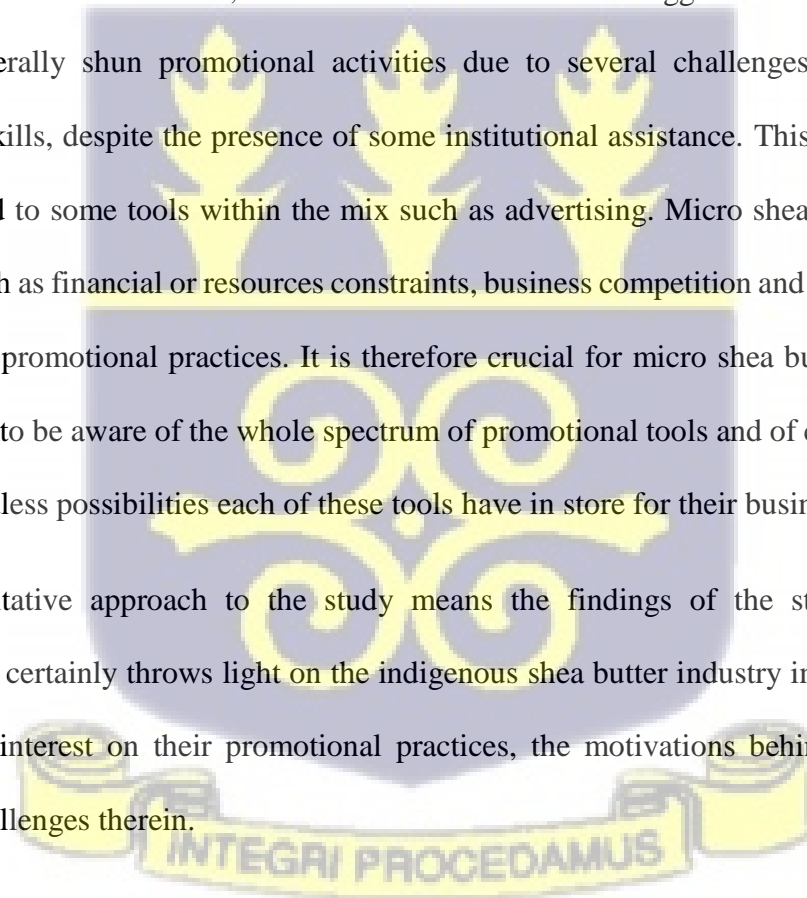 erally shun promotional activities due to several challenges
kills, despite the presence of some institutional assistance. This
d to some tools within the mix such as advertising. Micro shea
h as financial or resources constraints, business competition and
promotional practices. It is therefore crucial for micro shea bu
to be aware of the whole spectrum of promotional tools and of
less possibilities each of these tools have in store for their busin
tative approach to the study means the findings of the st
certainly throws light on the indigenous shea butter industry in
interest on their promotional practices, the motivations behin
llenges therein.
INTEGRI PROCEDAMUS